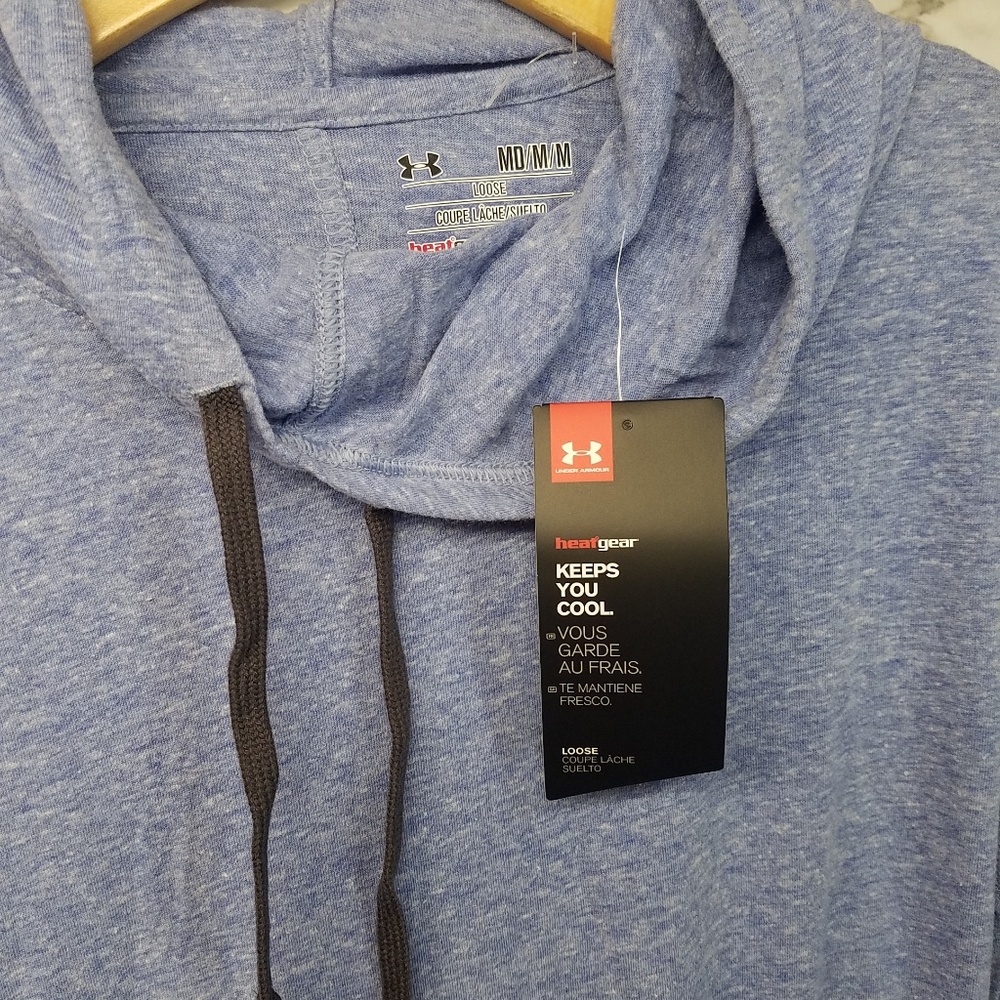 MD/M/M
LOOSE
COUPE LÂCHE/SUELTO
UNDER ARMOUR
heatgear
KEEPS
YOU
COOL.
VOUS
GARDE
AU FRAIS.
TE MANTIENE
FRESCO.
LOOSE
COUPE LÂCHE
SUELTO